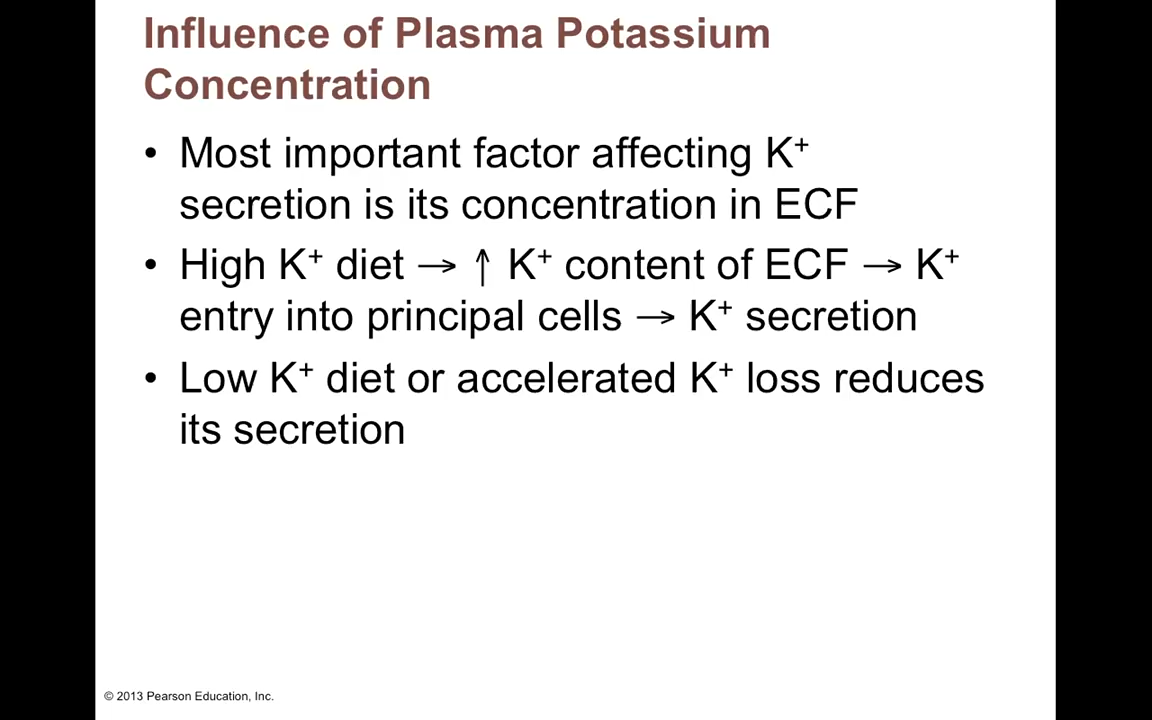 Influence of Plasma Potassium
Concentration
• Most important factor affecting K⁺
secretion is its concentration in ECF
• High K⁺ diet → ↑ K⁺ content of ECF → K⁺
entry into principal cells → K⁺ secretion
• Low K⁺ diet or accelerated K⁺ loss reduces
its secretion
© 2013 Pearson Education, Inc.